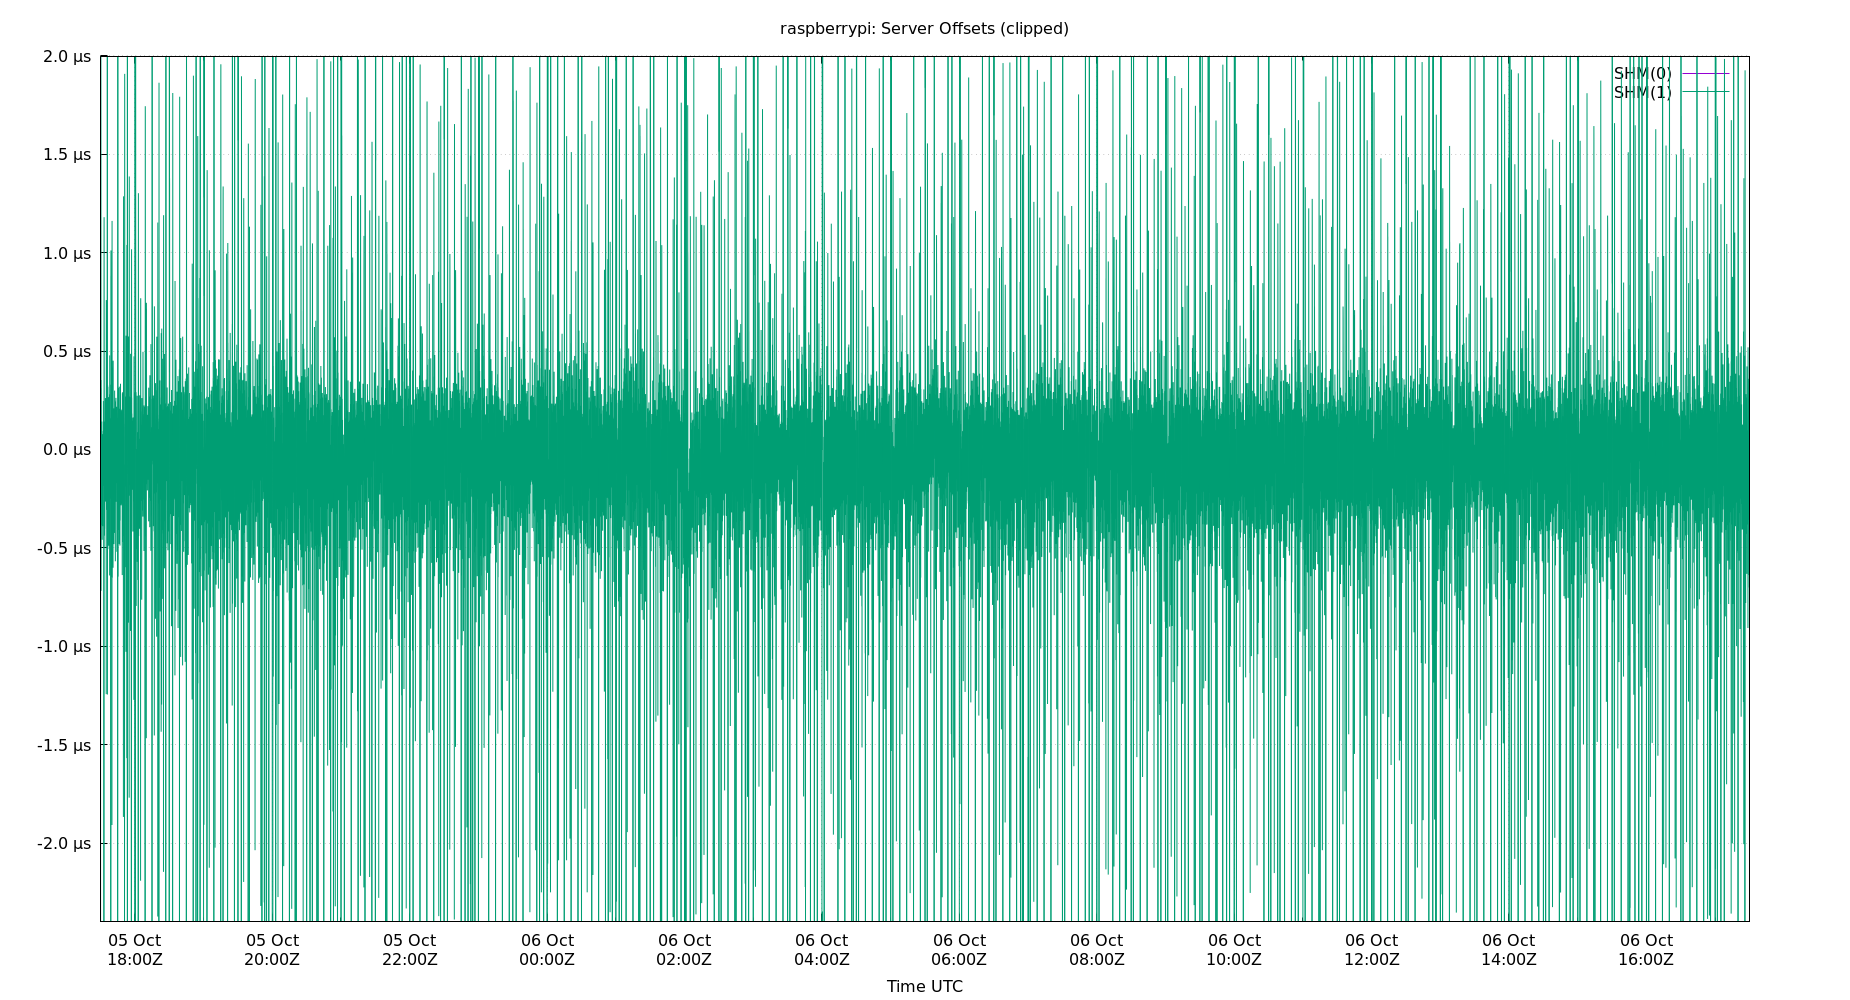 raspberrypi: Server Offsets (clipped)
2.0 µs
1.5 µs
1.0 µs
0.5 µs
0.0 µs
-0.5 µs
-1.0 µs
-1.5 µs
-2.0 µs
SHM(0)
SHM(1)
05 Oct 05 Oct 05 Oct 06 Oct 06 Oct 06 Oct 06 Oct 06 Oct 06 Oct 06 Oct 06 Oct 06 Oct
18:00Z 20:00Z 22:00Z 00:00Z 02:00Z 04:00Z 06:00Z 08:00Z 10:00Z 12:00Z 14:00Z 16:00Z
Time UTC